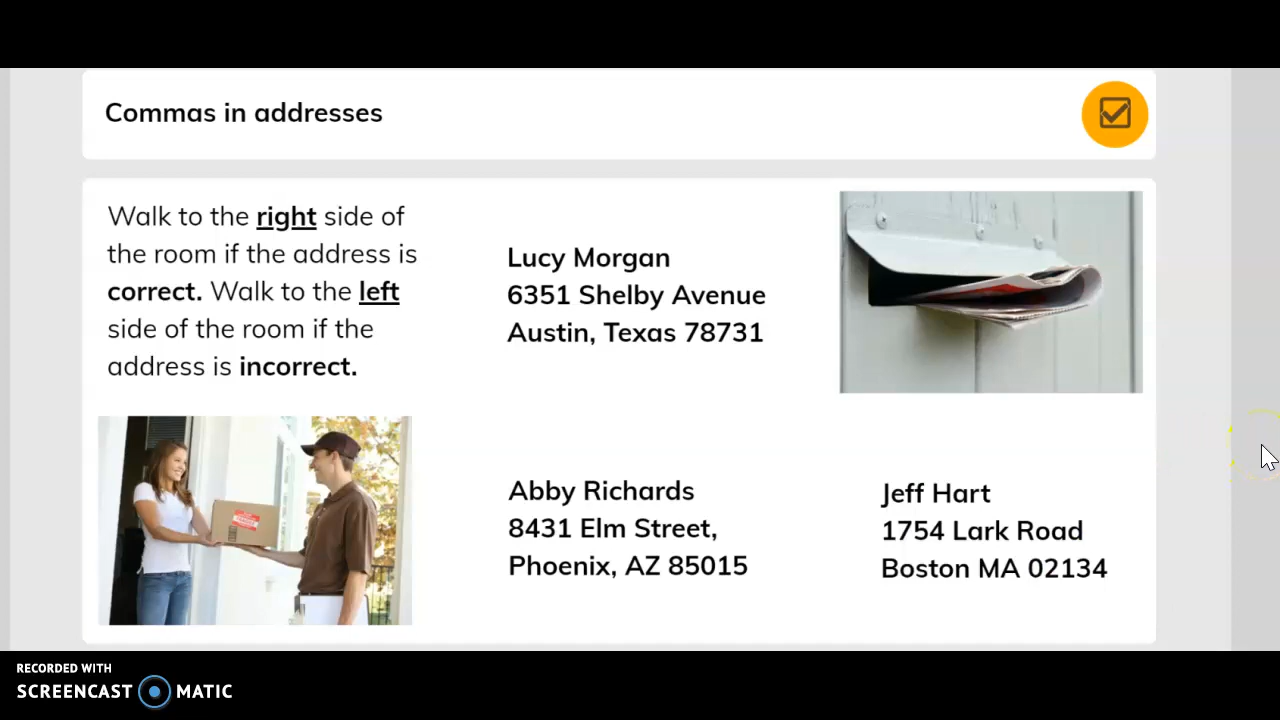 Commas in addresses
Walk to the right side of
the room if the address is
correct. Walk to the left
side of the room if the
address is incorrect.
Lucy Morgan
6351 Shelby Avenue
Austin, Texas 78731
Abby Richards
8431 Elm Street,
Phoenix, AZ 85015
Jeff Hart
1754 Lark Road
Boston MA 02134
RECORDED WITH
SCREENCAST MATIC